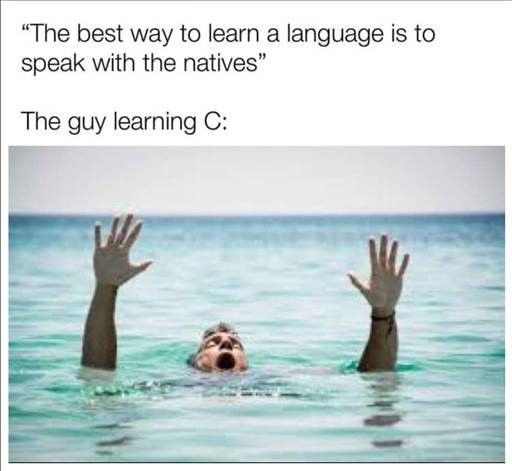 “The best way to learn a language is to
speak with the natives”
The guy learning C: